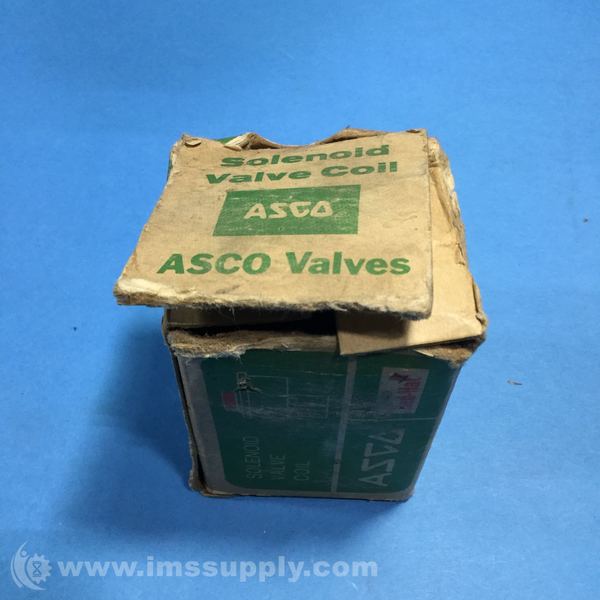 Solenoid
Valve Coil
ASCO
ASCO Valves
SOLENOID
VALVE
COIL
ASCO
www.imssupply.com